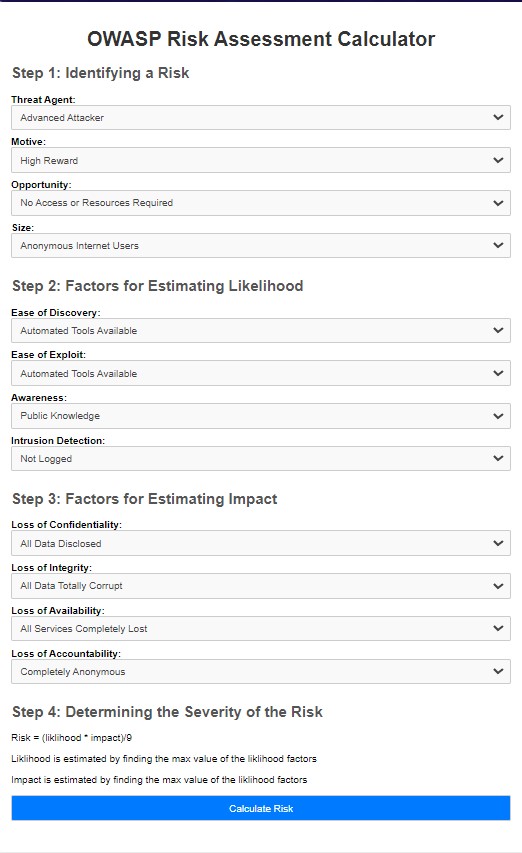 OWASP Risk Assessment Calculator
Step 1: Identifying a Risk
Threat Agent:
Advanced Attacker
Motive:
High Reward
Opportunity:
No Access or Resources Required
Size:
Anonymous Internet Users
Step 2: Factors for Estimating Likelihood
Ease of Discovery:
Automated Tools Available
Ease of Exploit:
Automated Tools Available
Awareness:
Public Knowledge
Intrusion Detection:
Not Logged
Step 3: Factors for Estimating Impact
Loss of Confidentiality:
All Data Disclosed
Loss of Integrity:
All Data Totally Corrupt
Loss of Availability:
All Services Completely Lost
Loss of Accountability:
Completely Anonymous
Step 4: Determining the Severity of the Risk
Risk = (liklihood * impact)/9
Liklihood is estimated by finding the max value of the liklihood factors
Impact is estimated by finding the max value of the liklihood factors
Calculate Risk